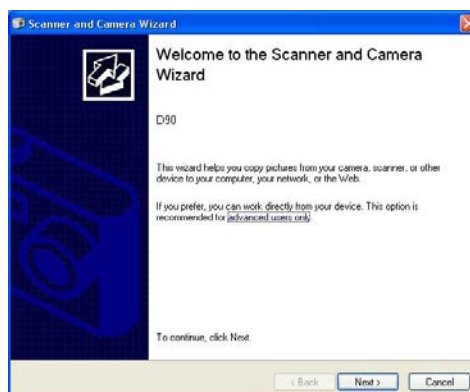 Scanner and Camera Wizard
Welcome to the Scanner and Camera
Wizard
D90
This wizard helps you copy pictures from your camera, scanner, or other
device to your computer, your network, or the Web.
If you prefer, you can work directly from your device. This option is
recommended for advanced users only.
To continue, click Next.
< Back Next > Cancel